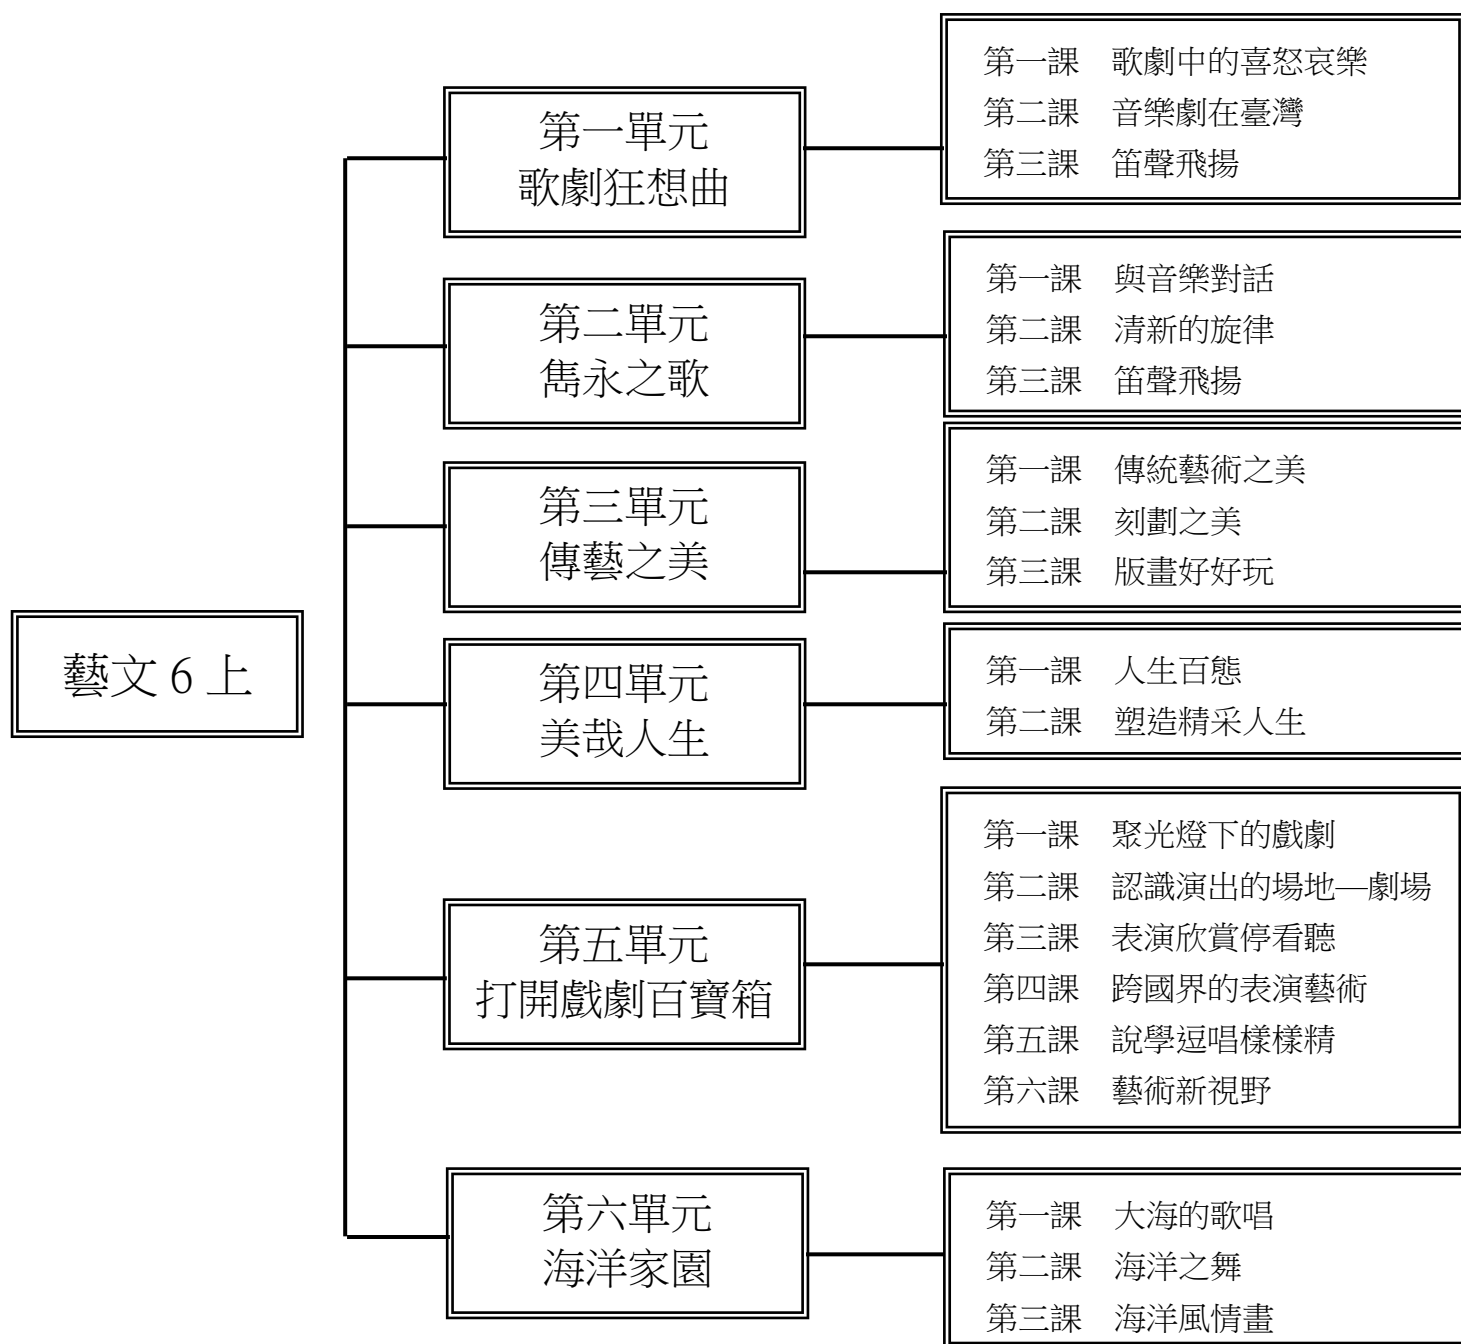 藝文 6 上
第一單元
歌劇狂想曲
第一課　歌劇中的喜怒哀樂
第二課　音樂劇在臺灣
第三課　笛聲飛揚
第二單元
雋永之歌
第一課　與音樂對話
第二課　清新的旋律
第三課　笛聲飛揚
第三單元
傳藝之美
第一課　傳統藝術之美
第二課　刻劃之美
第三課　版畫好好玩
第四單元
美哉人生
第一課　人生百態
第二課　塑造精采人生
第五單元
打開戲劇百寶箱
第一課　聚光燈下的戲劇
第二課　認識演出的場地—劇場
第三課　表演欣賞停看聽
第四課　跨國界的表演藝術
第五課　說學逗唱樣樣精
第六課　藝術新視野
第六單元
海洋家園
第一課　大海的歌唱
第二課　海洋之舞
第三課　海洋風情畫